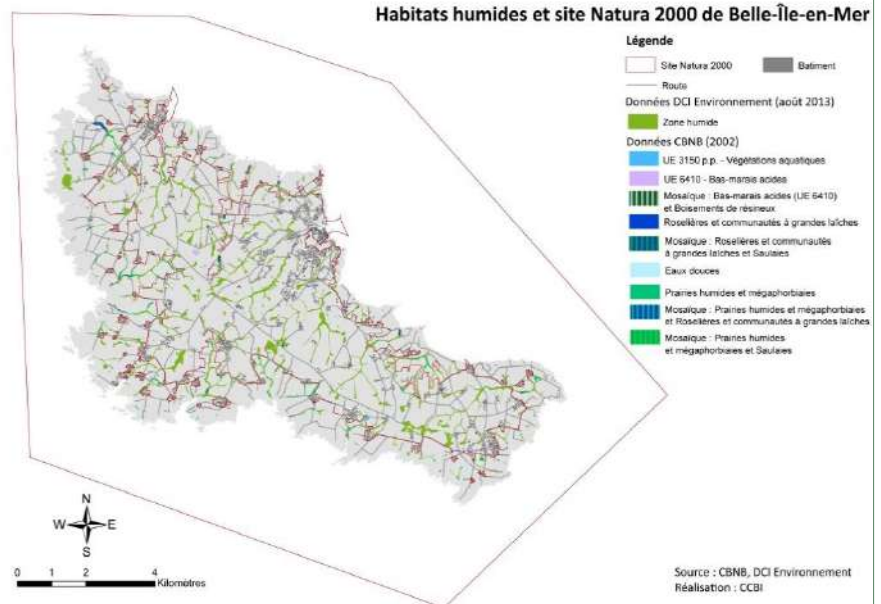 Habitats humides et site Natura 2000 de Belle-Île-en-Mer
Légende
Site Natura 2000
Batiment
Route
Données DCI Environnement (août 2013)
Zone humide
Données CBNB (2002)
UE 3150 p.p. - Végétations aquatiques
UE 6410 - Bas-marais acides
Mosaïque : Bas-marais acides (UE 6410)
et Boisements de résineux
Roselières et communautés à grandes laîches
Mosaïque : Roselières et communautés
à grandes laîches et Saulaies
Eaux douces
Prairies humides et mégaphorbiaies
Mosaïque : Prairies humides et mégaphorbiaies
et Roselières et communautés à grandes laîches
Mosaïque : Prairies humides
et mégaphorbiaies et Saulaies
N
W E
S
0 1 2 4
Kilomètres
Source : CBNB, DCI Environnement
Réalisation : CCBI